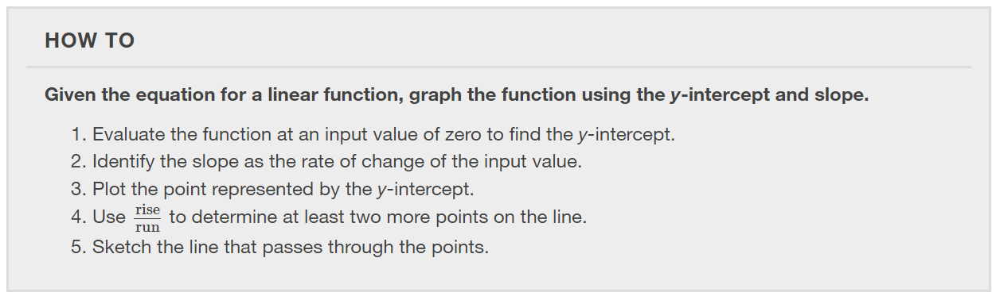 HOW TO
Given the equation for a linear function, graph the function using the y-intercept and slope.
1. Evaluate the function at an input value of zero to find the y-intercept.
2. Identify the slope as the rate of change of the input value.
3. Plot the point represented by the y-intercept.
4. Use rise/run to determine at least two more points on the line.
5. Sketch the line that passes through the points.